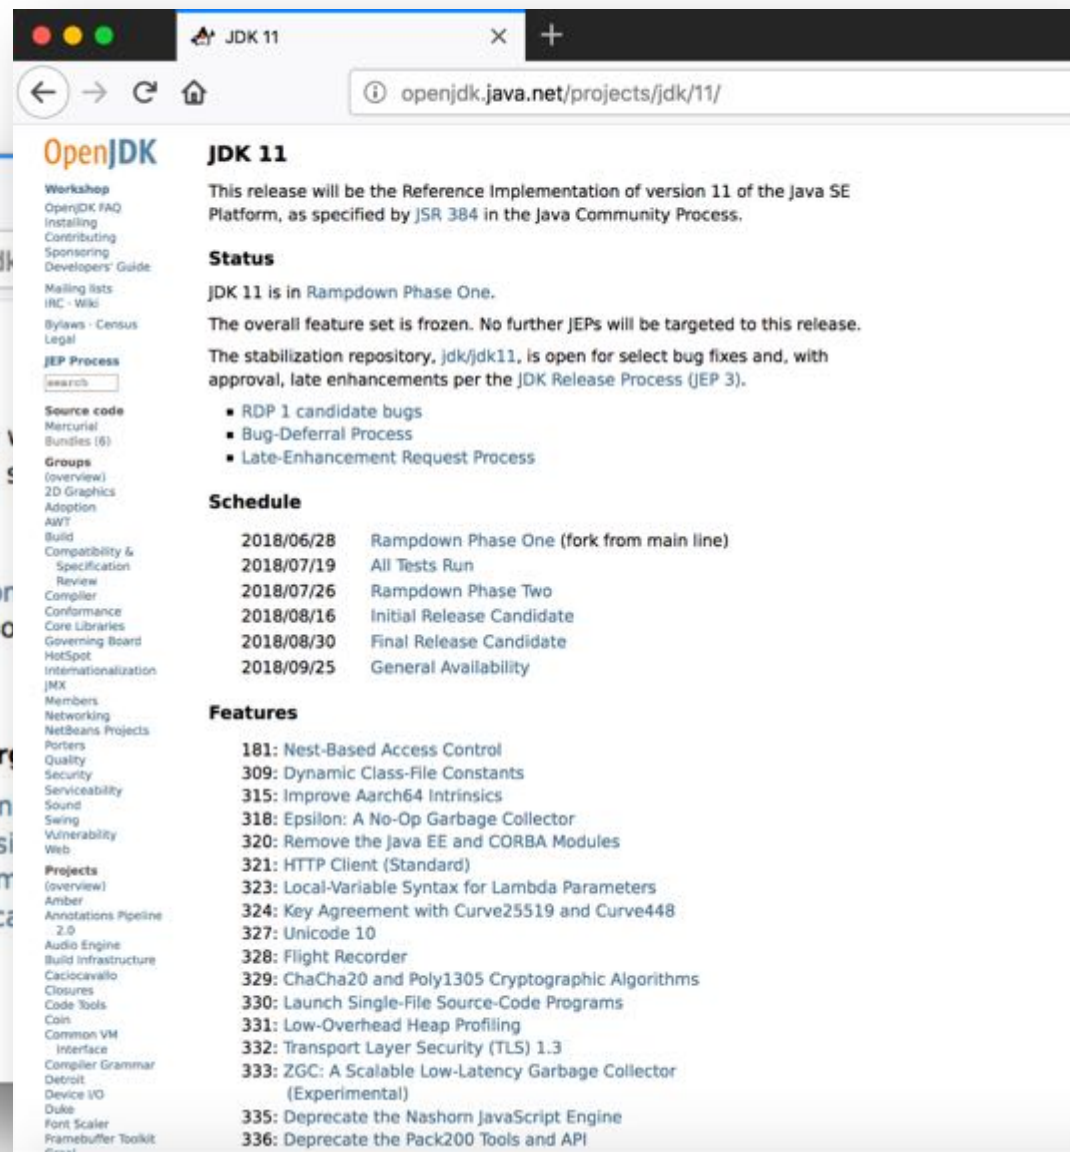 JDK 11
openjdk.java.net/projects/jdk/11/
OpenJDK
Workshop
OpenJDK FAQ
Installing
Contributing
Sponsoring
Developers' Guide
Mailing lists
IRC · Wiki
Bylaws · Census
Legal
JEP Process
search
Source code
Mercurial
Bundles (6)
Groups
(overview)
2D Graphics
Adoption
AWT
Build
Compatibility &
Specification
Review
Compiler
Conformance
Core Libraries
Governing Board
HotSpot
Internationalization
JMX
Members
Networking
NetBeans Projects
Porters
Quality
Security
Serviceability
Sound
Swing
Vulnerability
Web
Projects
(overview)
Amber
Annotations Pipeline
2.0
Audio Engine
Build Infrastructure
Caciocavallo
Closures
Code Tools
Coin
Common VM
Interface
Compiler Grammar
Detroit
Device I/O
Duke
Font Scaler
Framebuffer Toolkit
JDK 11
This release will be the Reference Implementation of version 11 of the Java SE
Platform, as specified by JSR 384 in the Java Community Process.
Status
JDK 11 is in Rampdown Phase One.
The overall feature set is frozen. No further JEPs will be targeted to this release.
The stabilization repository, jdk/jdk11, is open for select bug fixes and, with
approval, late enhancements per the JDK Release Process (JEP 3).
RDP 1 candidate bugs
Bug-Deferral Process
Late-Enhancement Request Process
Schedule
2018/06/28 Rampdown Phase One (fork from main line)
2018/07/19 All Tests Run
2018/07/26 Rampdown Phase Two
2018/08/16 Initial Release Candidate
2018/08/30 Final Release Candidate
2018/09/25 General Availability
Features
181: Nest-Based Access Control
309: Dynamic Class-File Constants
315: Improve Aarch64 Intrinsics
318: Epsilon: A No-Op Garbage Collector
320: Remove the Java EE and CORBA Modules
321: HTTP Client (Standard)
323: Local-Variable Syntax for Lambda Parameters
324: Key Agreement with Curve25519 and Curve448
327: Unicode 10
328: Flight Recorder
329: ChaCha20 and Poly1305 Cryptographic Algorithms
330: Launch Single-File Source-Code Programs
331: Low-Overhead Heap Profiling
332: Transport Layer Security (TLS) 1.3
333: ZGC: A Scalable Low-Latency Garbage Collector
(Experimental)
335: Deprecate the Nashorn JavaScript Engine
336: Deprecate the Pack200 Tools and API